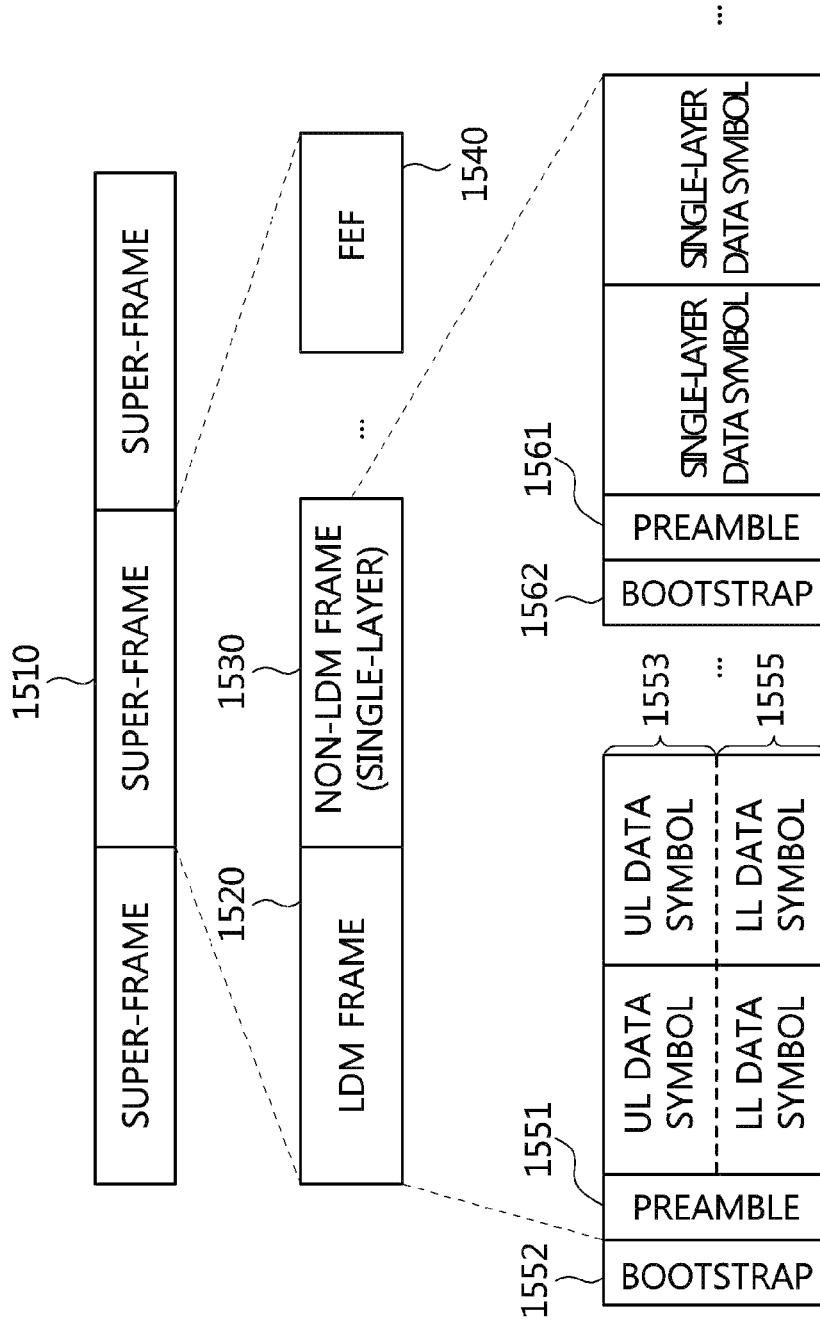 1510
SUPER-FRAME
SUPER-FRAME
SUPER-FRAME
1520
1530
LDM FRAME
NON-LDM FRAME
(SINGLE-LAYER)
...
FEF
1540
1552
1551
BOOTSTRAP
PREAMBLE
UL DATA
SYMBOL
UL DATA
SYMBOL
LL DATA
SYMBOL
LL DATA
SYMBOL
1553
...
1555
1562
1561
BOOTSTRAP
PREAMBLE
SINGLE-LAYER
DATA SYMBOL
SINGLE-LAYER
DATA SYMBOL
...